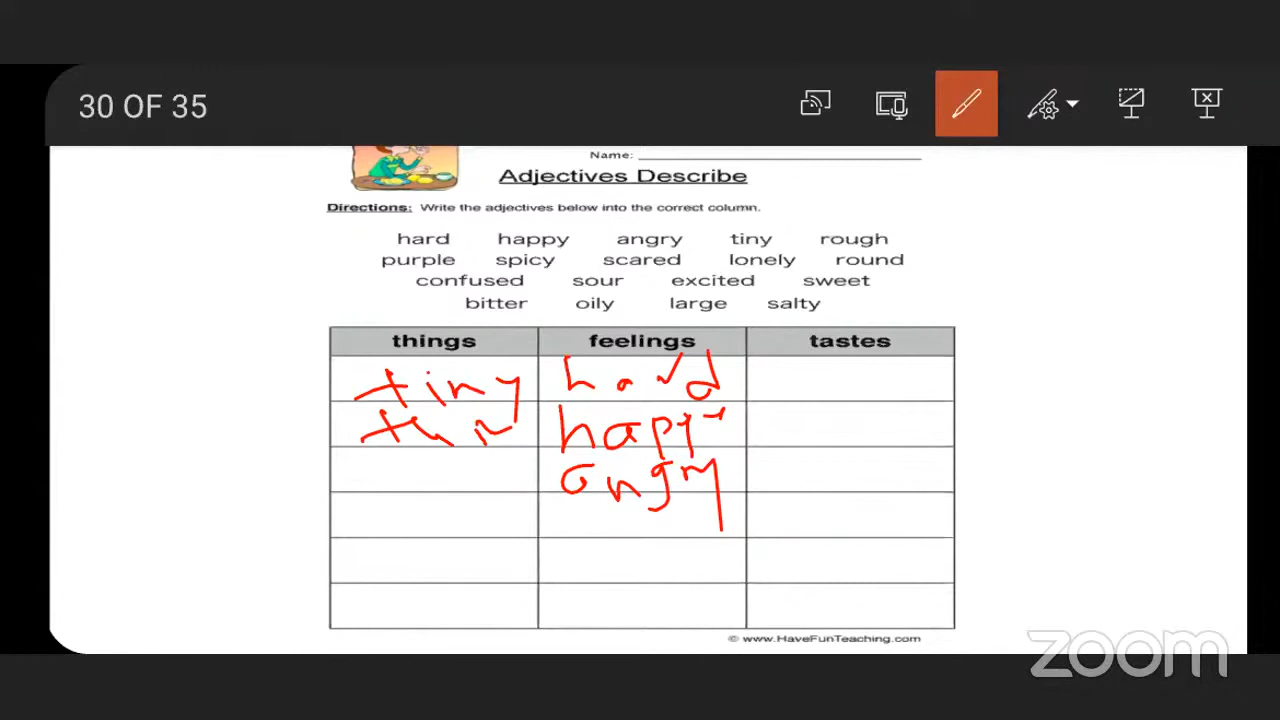 30 OF 35
Name:
Adjectives Describe
Directions: Write the adjectives below into the correct column.
hard happy angry tiny rough
purple spicy scared lonely round
confused sour excited sweet
bitter oily large salty
things feelings tastes
tiny hard
happy
angry
© www.HaveFunTeaching.com
zoom